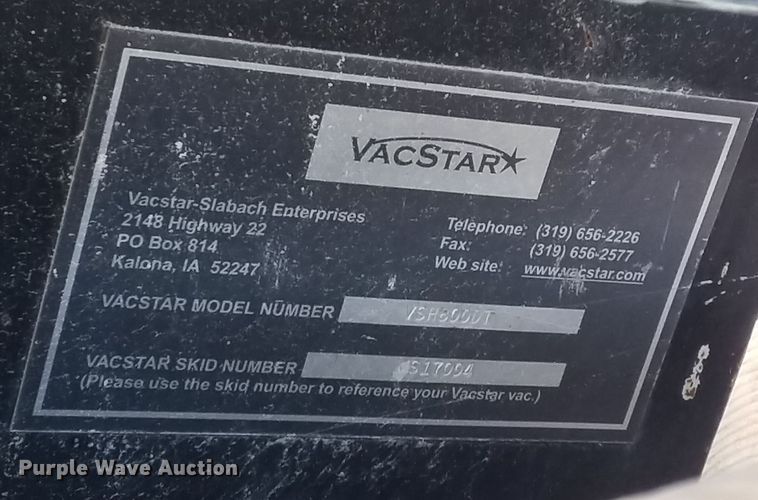 VACSTAR
Vacstar-Slabach Enterprises
2148 Highway 22
PO Box 814
Kalona, IA 52247
Telephone: (319) 656-2226
Fax: (319) 656-2577
Web site: www.vacstar.com
VACSTAR MODEL NUMBER VSH800DT
VACSTAR SKID NUMBER S17004
(Please use the skid number to reference your Vacstar vac.)
Purple Wave Auction